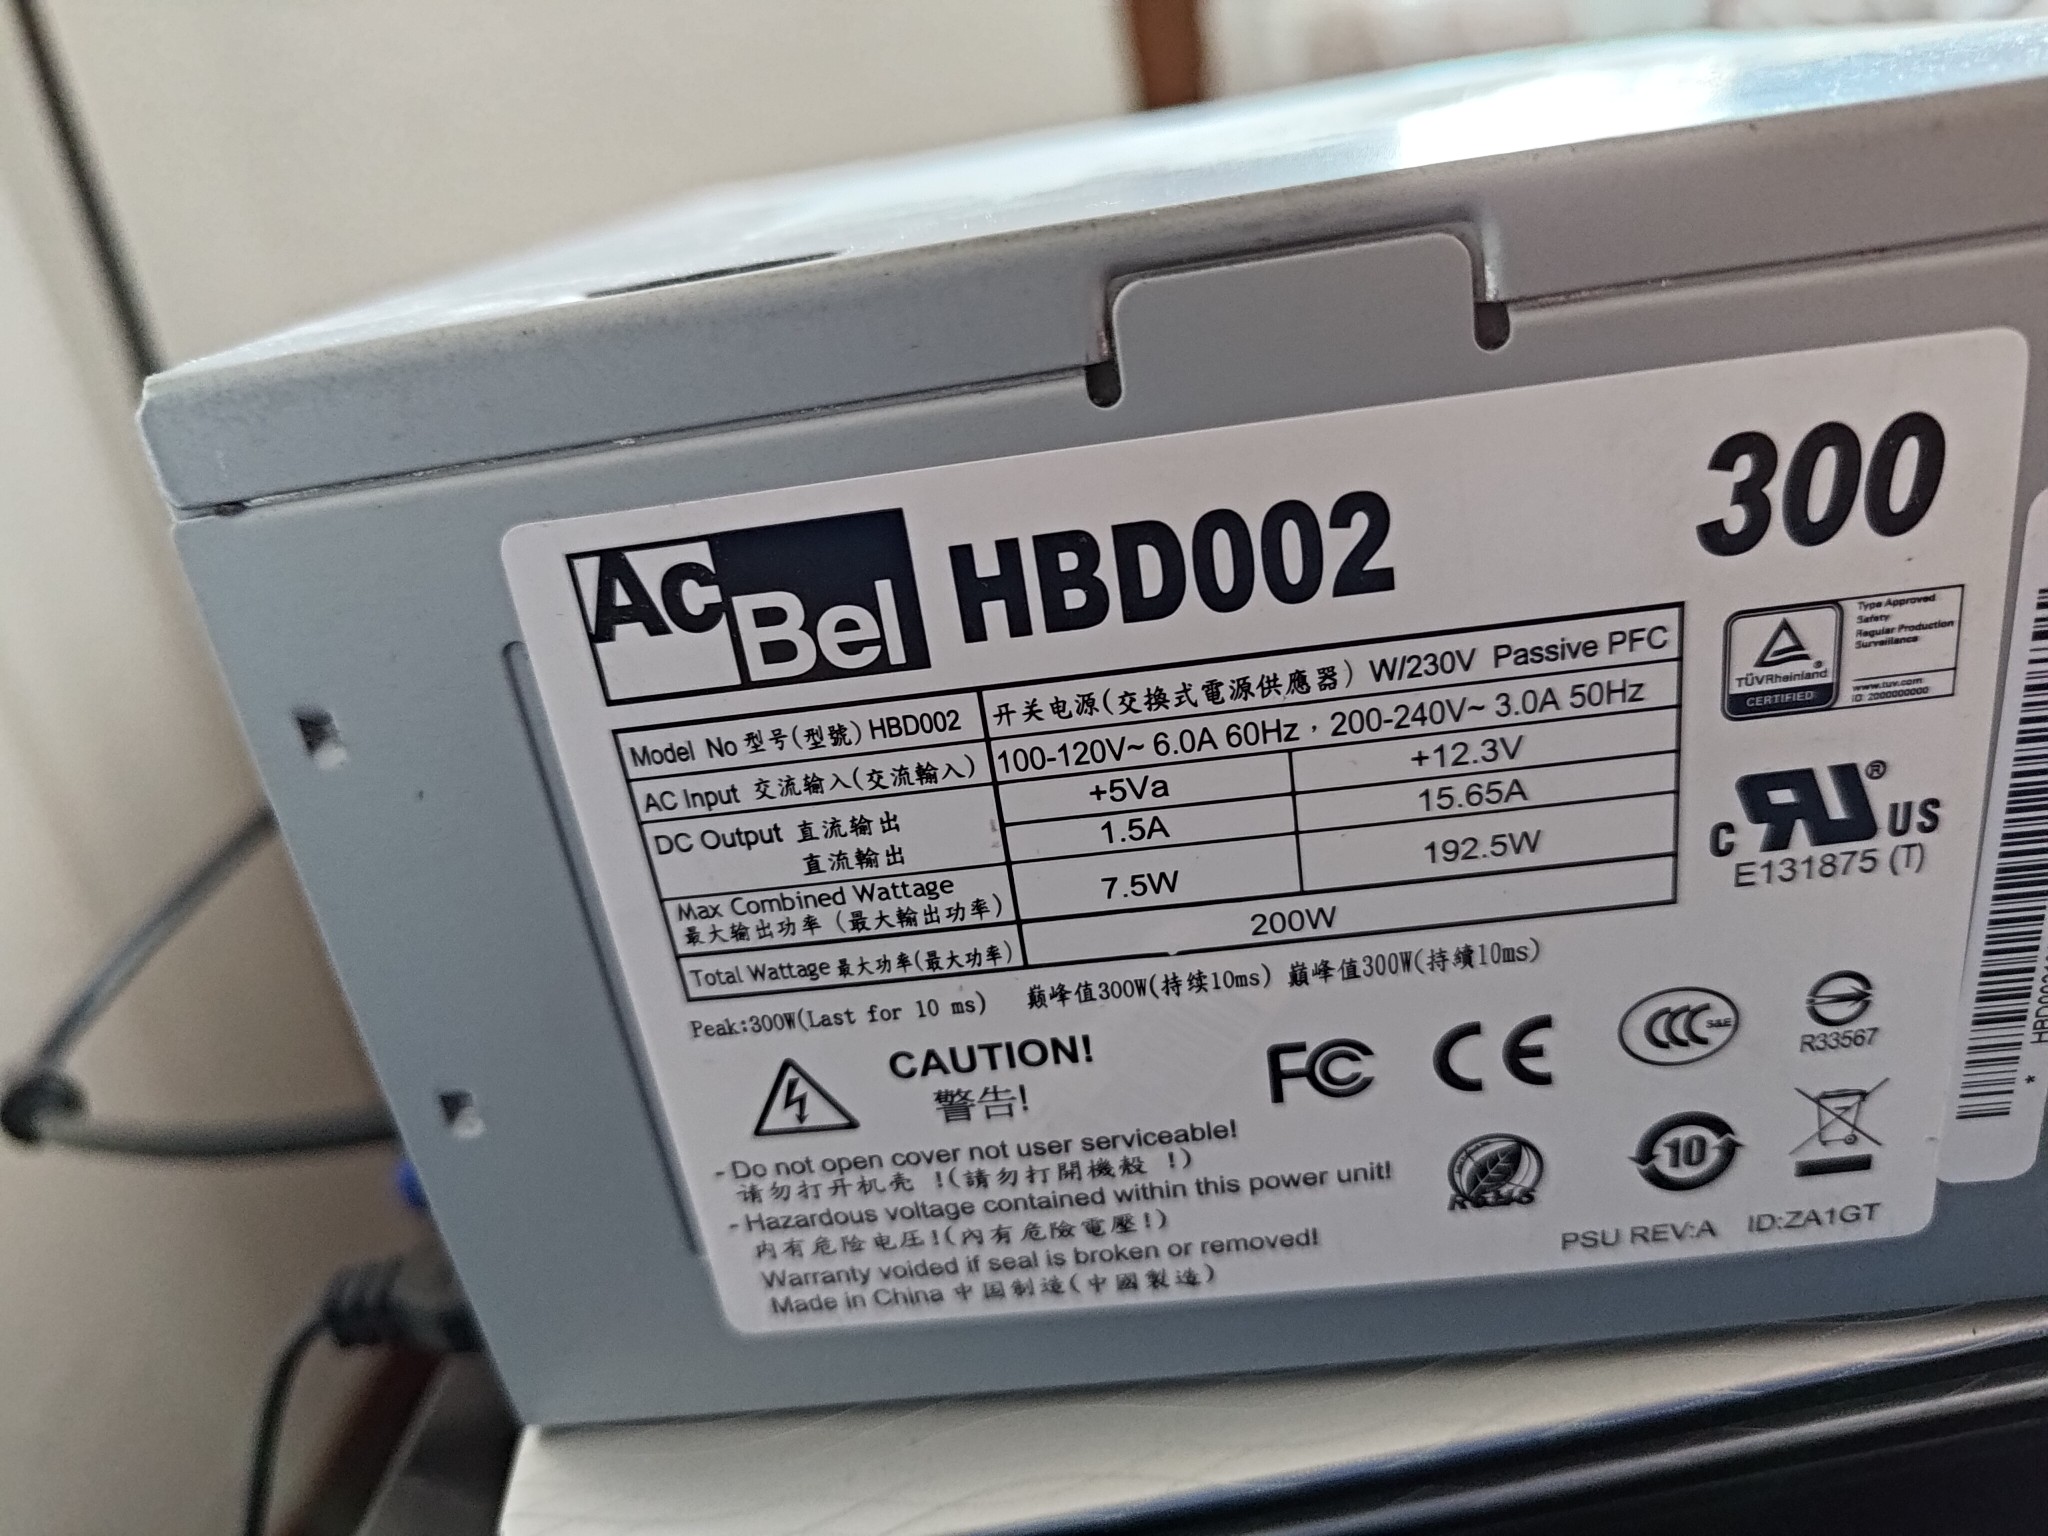 AcBel HBD002 300
Model No 型号(型號) HBD002 开关电源(交换式電源供應器) W/230V Passive PFC
AC Input 交流输入(交流輸入) 100-120V~ 6.0A 60Hz，200-240V~ 3.0A 50Hz
DC Output 直流输出 +5Va +12.3V
直流輸出 1.5A 15.65A
Max Combined Wattage 7.5W 192.5W
最大输出功率 (最大輸出功率)
Total Wattage 最大功率(最大功率) 200W
Peak:300W(Last for 10 ms) 巅峰值300W(持续10ms) 巔峰值300W(持續10ms)
TÜVRheinland®
CERTIFIED
Type Approved
Safety
Regular Production
Surveillance
www.tuv.com
ID: 2000000000
C RU ® US
E131875 (T)
CAUTION!
警告!
- Do not open cover not user serviceable!
请勿打开机壳 !(請勿打開機殼 !)
- Hazardous voltage contained within this power unit!
内有危险电压!(內有危險電壓!)
Warranty voided if seal is broken or removed!
Made in China 中国制造(中國製造)
FC CE CCC S&E
R33567
RoHS
10
PSU REV:A ID:ZA1GT